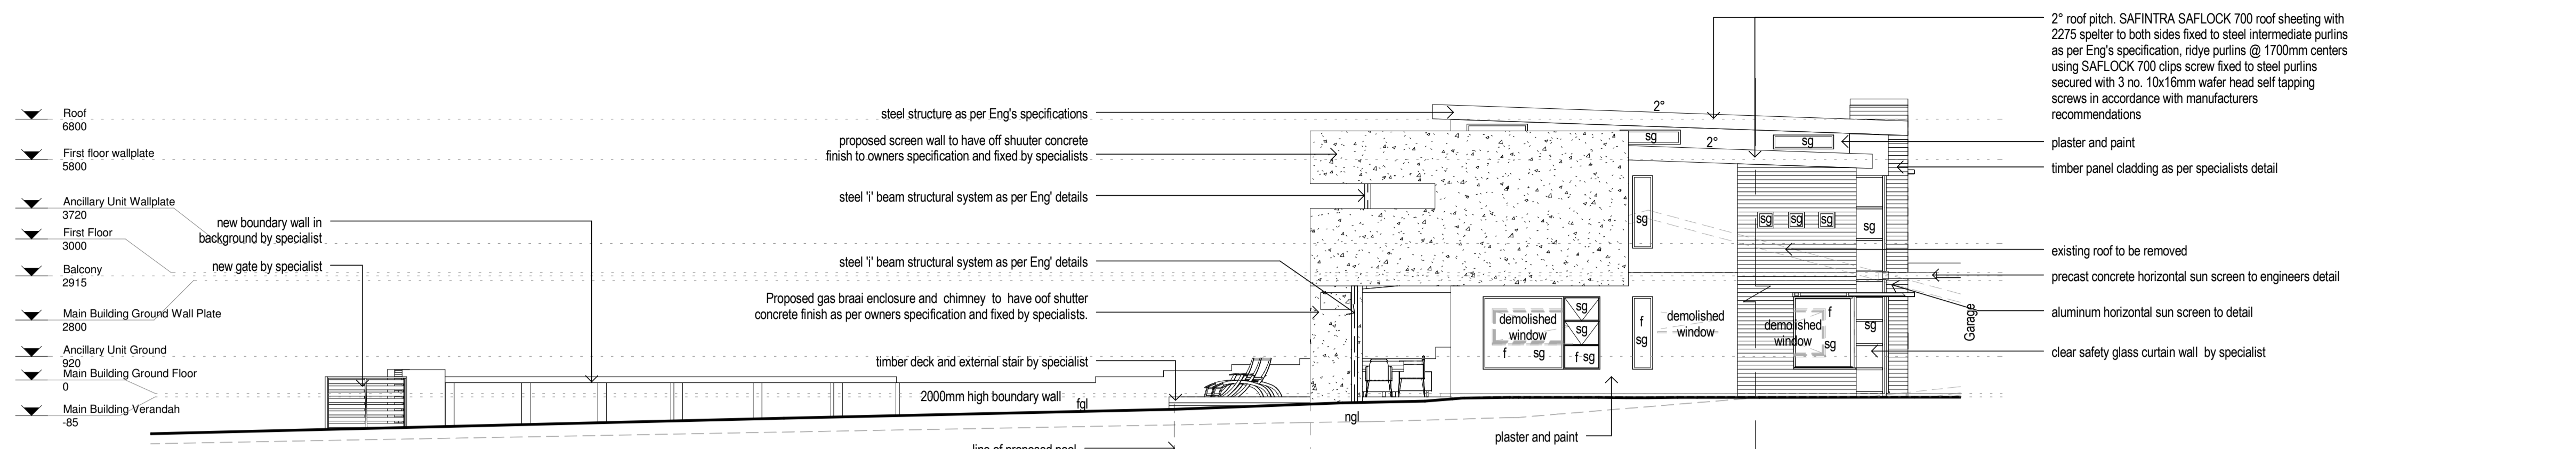 Roof
6800
First floor wallplate
5800
Ancillary Unit Wallplate
3720
First Floor
3000
Balcony
2915
Main Building Ground Wall Plate
2800
Ancillary Unit Ground
920
Main Building Ground Floor
0
Main Building Verandah
-85
new boundary wall in
background by specialist
new gate by specialist
steel structure as per Eng's specifications
proposed screen wall to have off shuuter concrete
finish to owners specification and fixed by specialists
steel 'i' beam structural system as per Eng' details
steel 'i' beam structural system as per Eng' details
Proposed gas braai enclosure and chimney to have oof shutter
concrete finish as per owners specification and fixed by specialists.
timber deck and external stair by specialist
2000mm high boundary wall
fgl
ngl
plaster and paint
2°
2°
sg
sg
sg
sg
sg
sg
sg
demolished
window
f
sg
sg
sg
f sg
f
sg
demolished
window
demolished
window
f
sg
sg
Garage
2° roof pitch. SAFINTRA SAFLOCK 700 roof sheeting with
2275 spelter to both sides fixed to steel intermediate purlins
as per Eng's specification, ridye purlins @ 1700mm centers
using SAFLOCK 700 clips screw fixed to steel purlins
secured with 3 no. 10x16mm wafer head self tapping
screws in accordance with manufacturers
recommendations
plaster and paint
timber panel cladding as per specialists detail
existing roof to be removed
precast concrete horizontal sun screen to engineers detail
aluminum horizontal sun screen to detail
clear safety glass curtain wall by specialist